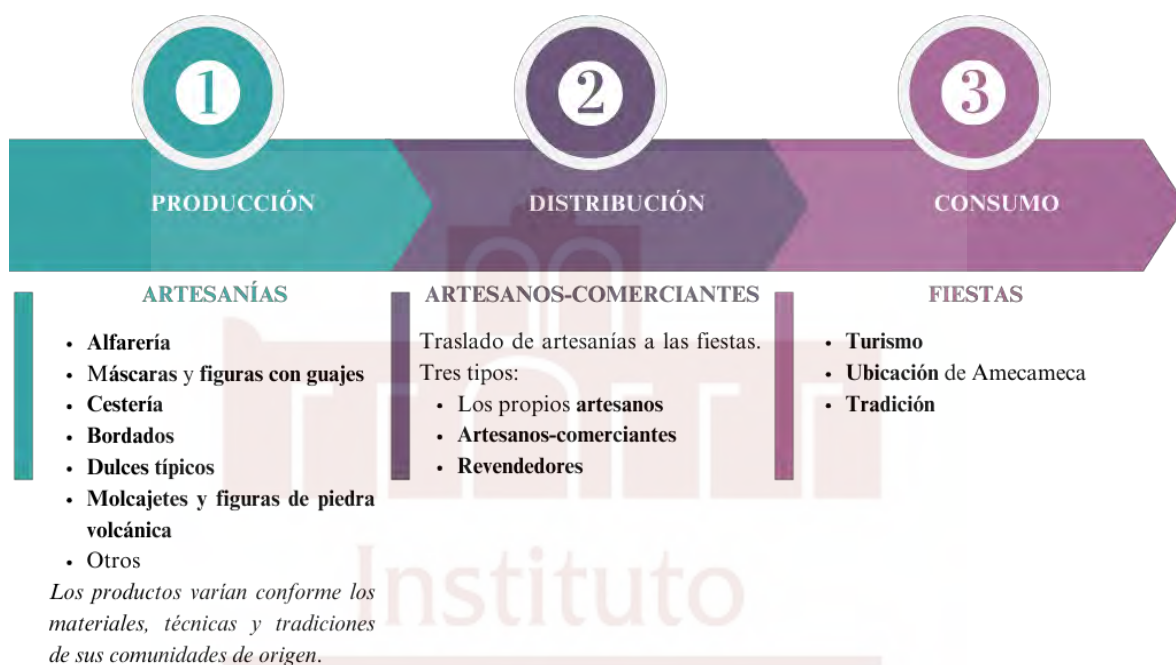 1
PRODUCCIÓN
ARTESANÍAS
• Alfarería
• Máscaras y figuras con guajes
• Cestería
• Bordados
• Dulces típicos
• Molcajetes y figuras de piedra
volcánica
• Otros
Los productos varían conforme los
materiales, técnicas y tradiciones
de sus comunidades de origen.
2
DISTRIBUCIÓN
ARTESANOS-COMERCIANTES
Traslado de artesanías a las fiestas.
Tres tipos:
• Los propios artesanos
• Artesanos-comerciantes
• Revendedores
3
CONSUMO
FIESTAS
• Turismo
• Ubicación de Amecameca
• Tradición
Instituto